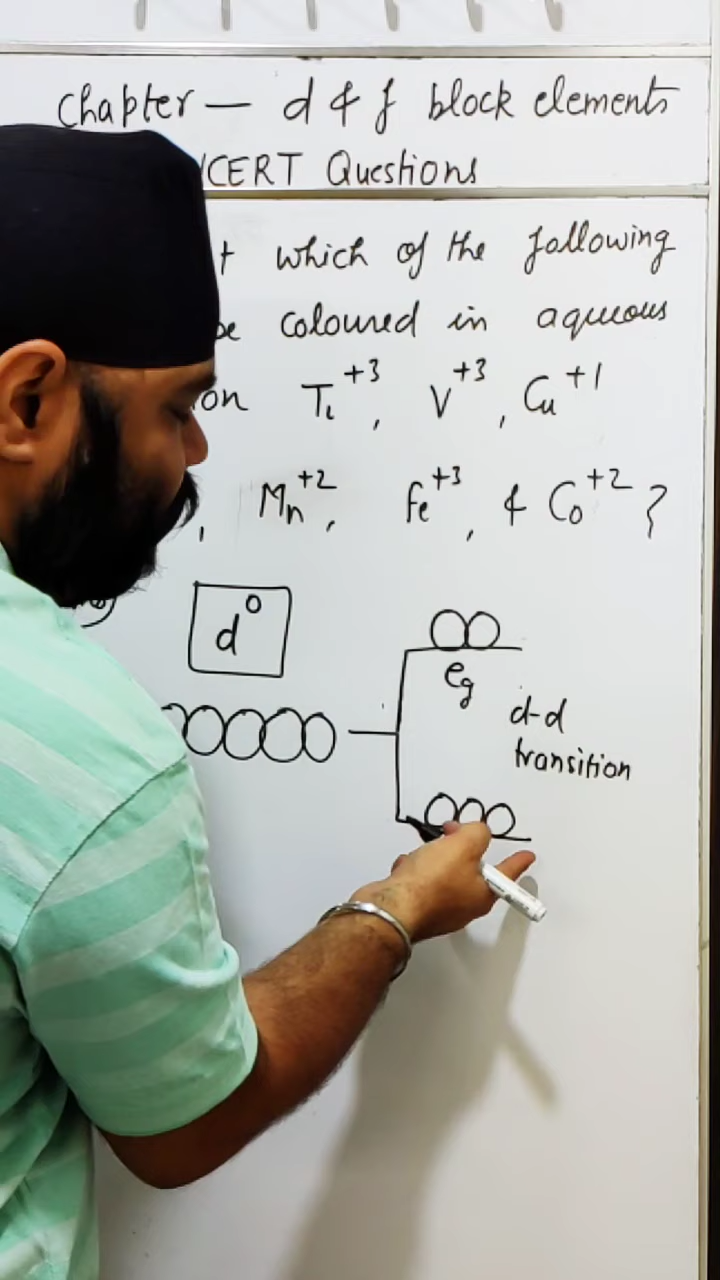 Chapter — d & f block elements
CERT Questions
which of the following
be coloured in aqueous
on Ti+3, V+3, Cu+1
, Mn+2, Fe+3, & Co+2?
d0
eg
d-d
transition